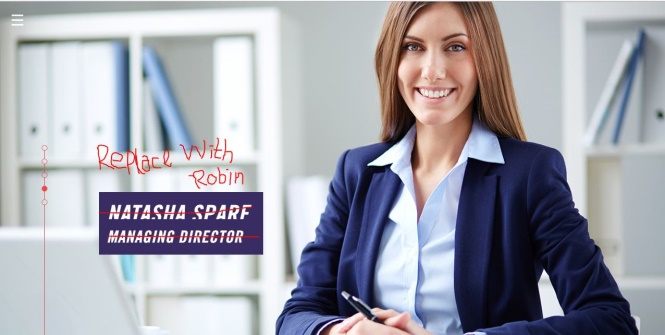 Replace With
Robin
NATASHA SPARF
MANAGING DIRECTOR